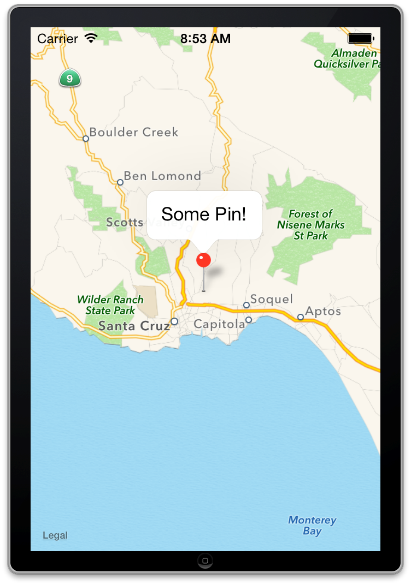 Carrier 8:53 AM
Almaden
Quicksilver Pa
9
Boulder Creek
Ben Lomond
Scotts
Some Pin!
Forest of
Nisene Marks
St Park
Wilder Ranch
State Park
Soquel
Aptos
Santa Cruz
Capitola
Monterey
Bay
Legal